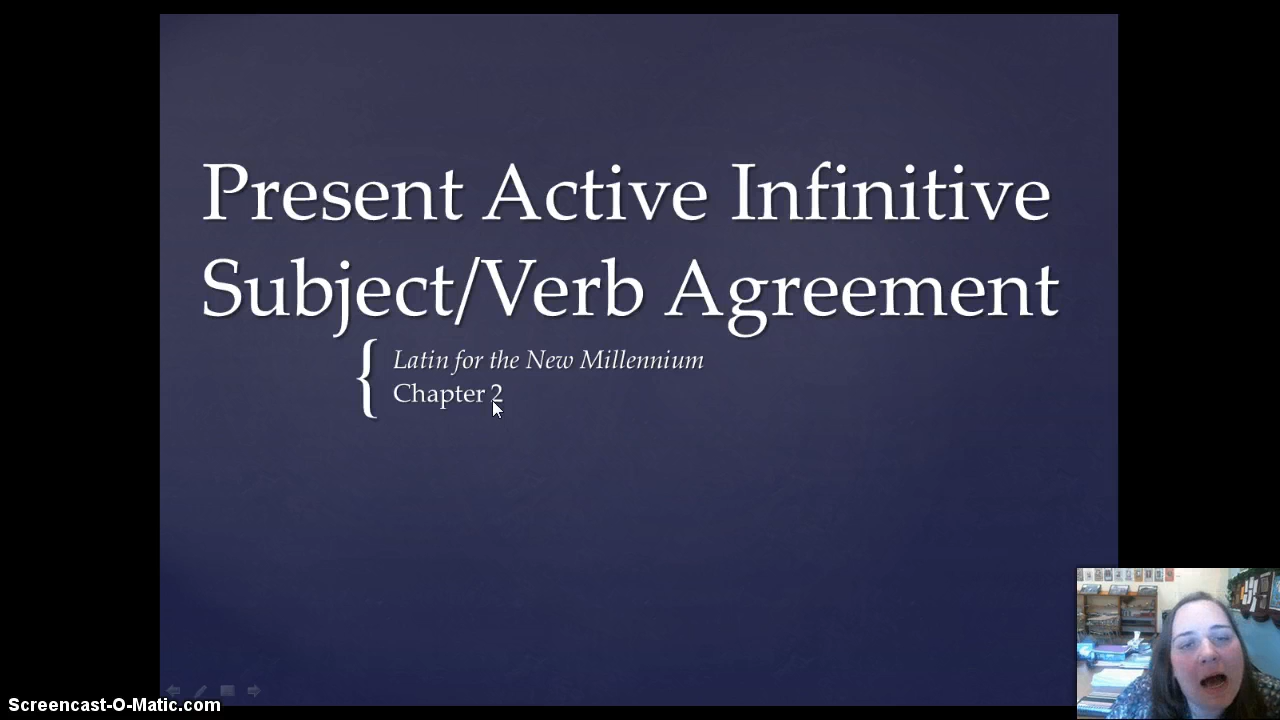 Present Active Infinitive
Subject/Verb Agreement
Latin for the New Millennium
Chapter 2
Screencast-O-Matic.com